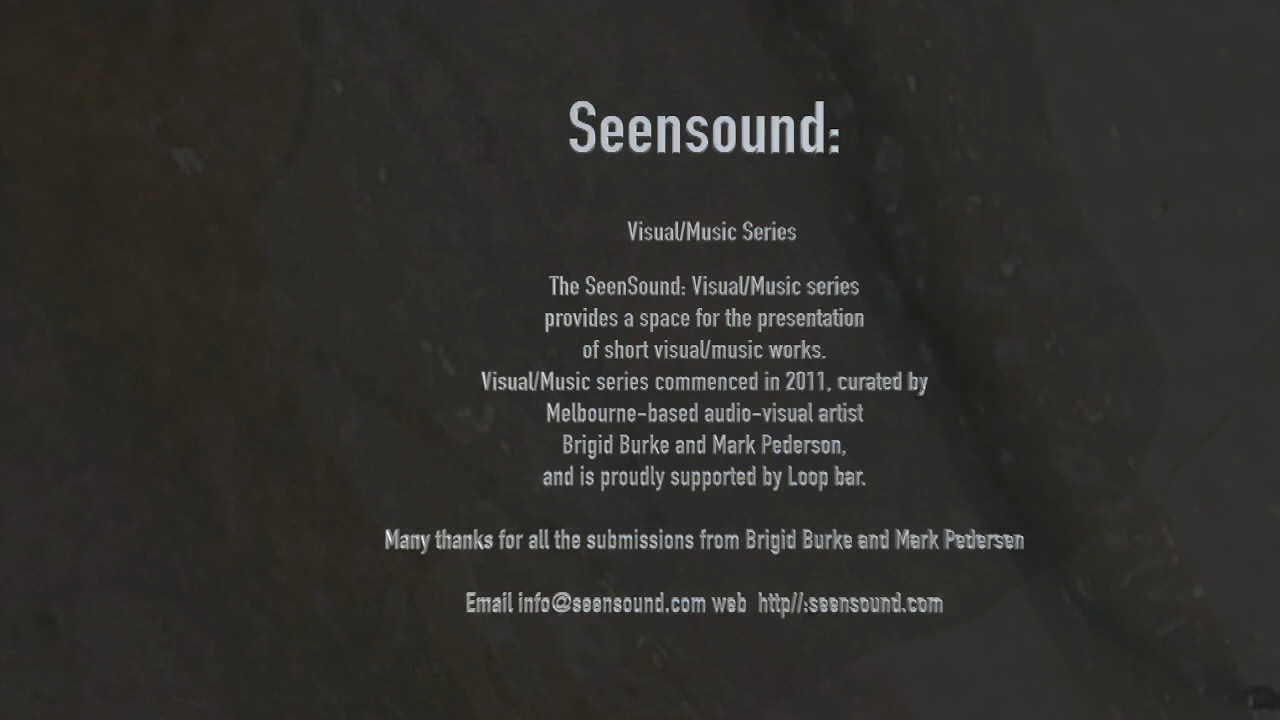 Seensound:
Visual/Music Series
The SeenSound: Visual/Music series
provides a space for the presentation
of short visual/music works.
Visual/Music series commenced in 2011, curated by
Melbourne-based audio-visual artist
Brigid Burke and Mark Pederson,
and is proudly supported by Loop bar.
Many thanks for all the submissions from Brigid Burke and Mark Pedersen
Email info@seensound.com web http//:seensound.com